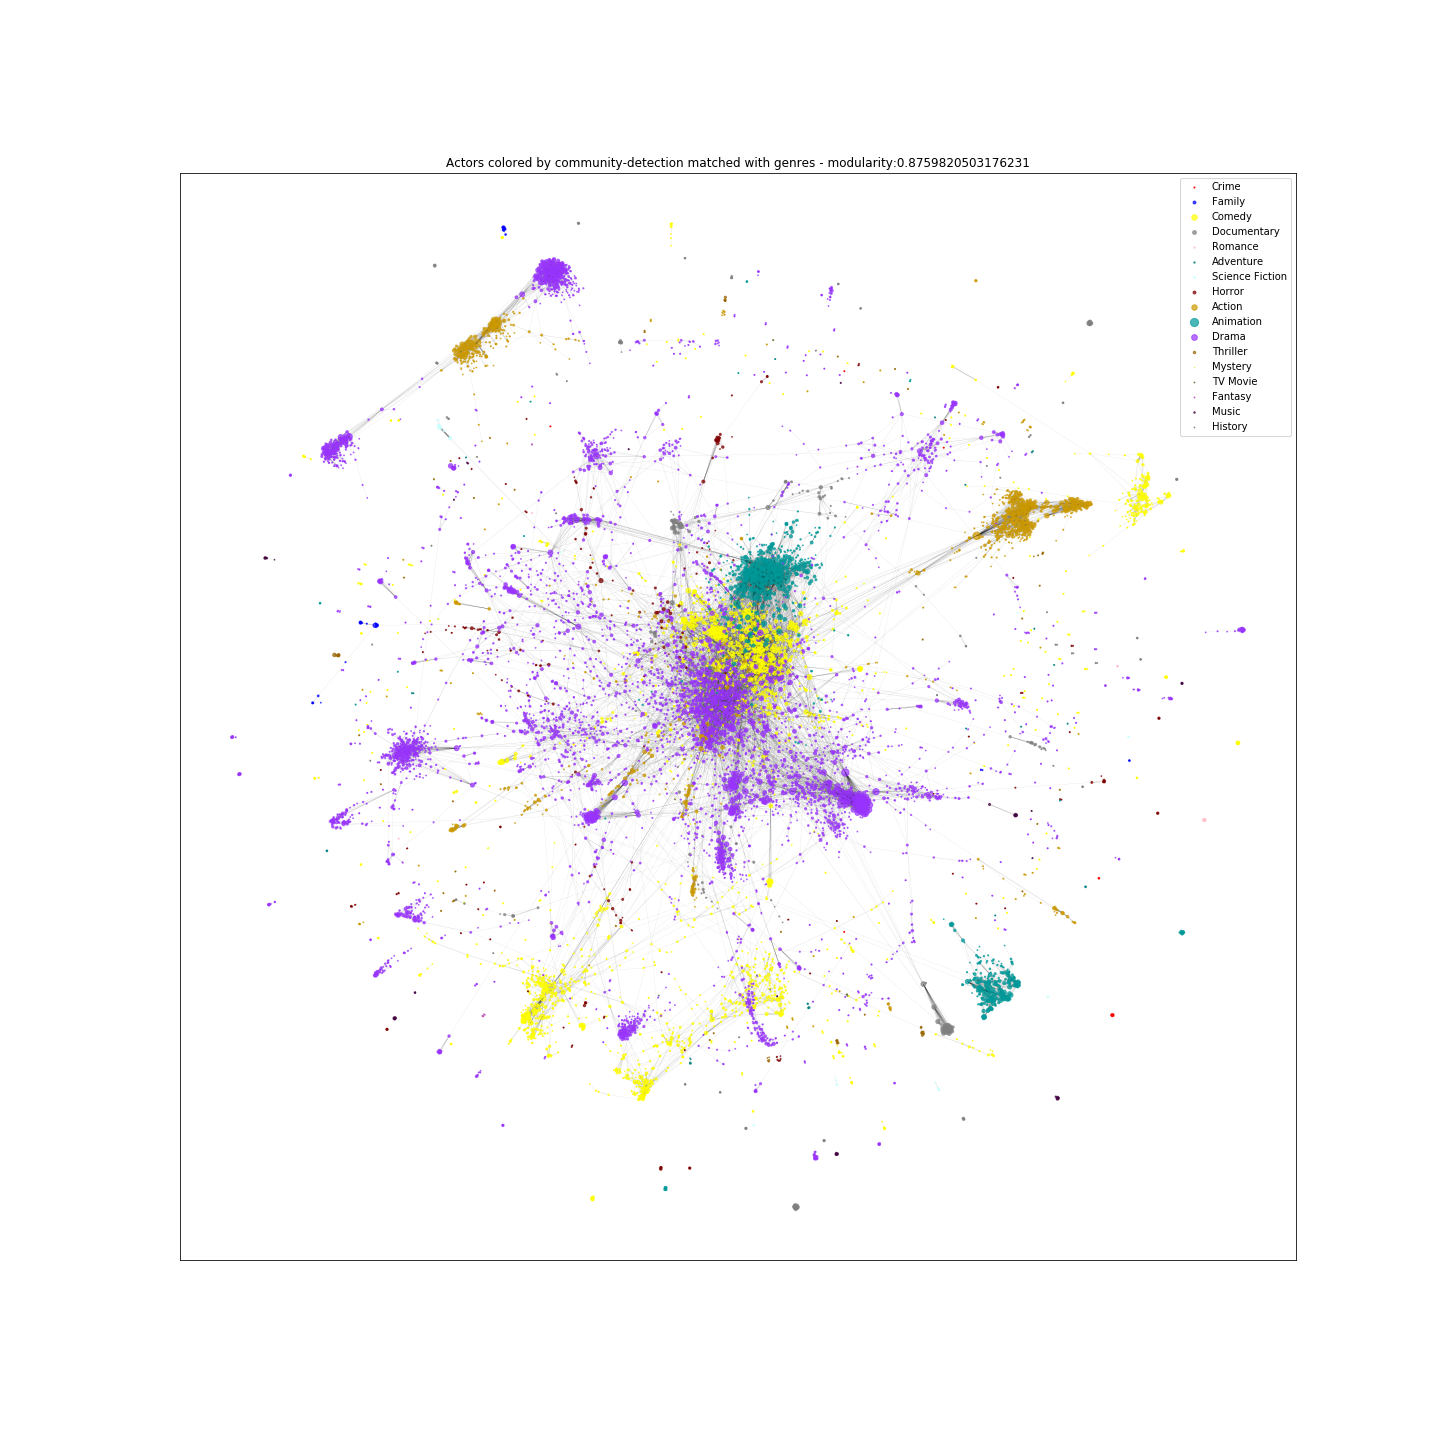 Actors colored by community-detection matched with genres - modularity:0.8759820503176231
Crime
Family
Comedy
Documentary
Romance
Adventure
Science Fiction
Horror
Action
Animation
Drama
Thriller
Mystery
TV Movie
Fantasy
Music
History